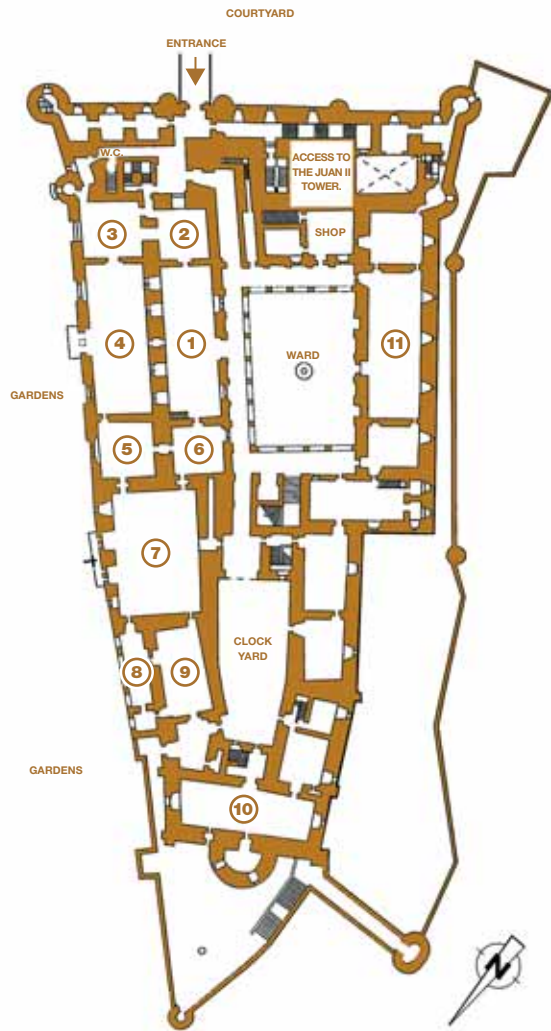 COURTYARD
ENTRANCE
W.C.
ACCESS TO
THE JUAN II
TOWER.
3
2
SHOP
4
1
WARD
11
GARDENS
5
6
7
CLOCK
YARD
8
9
GARDENS
10
N